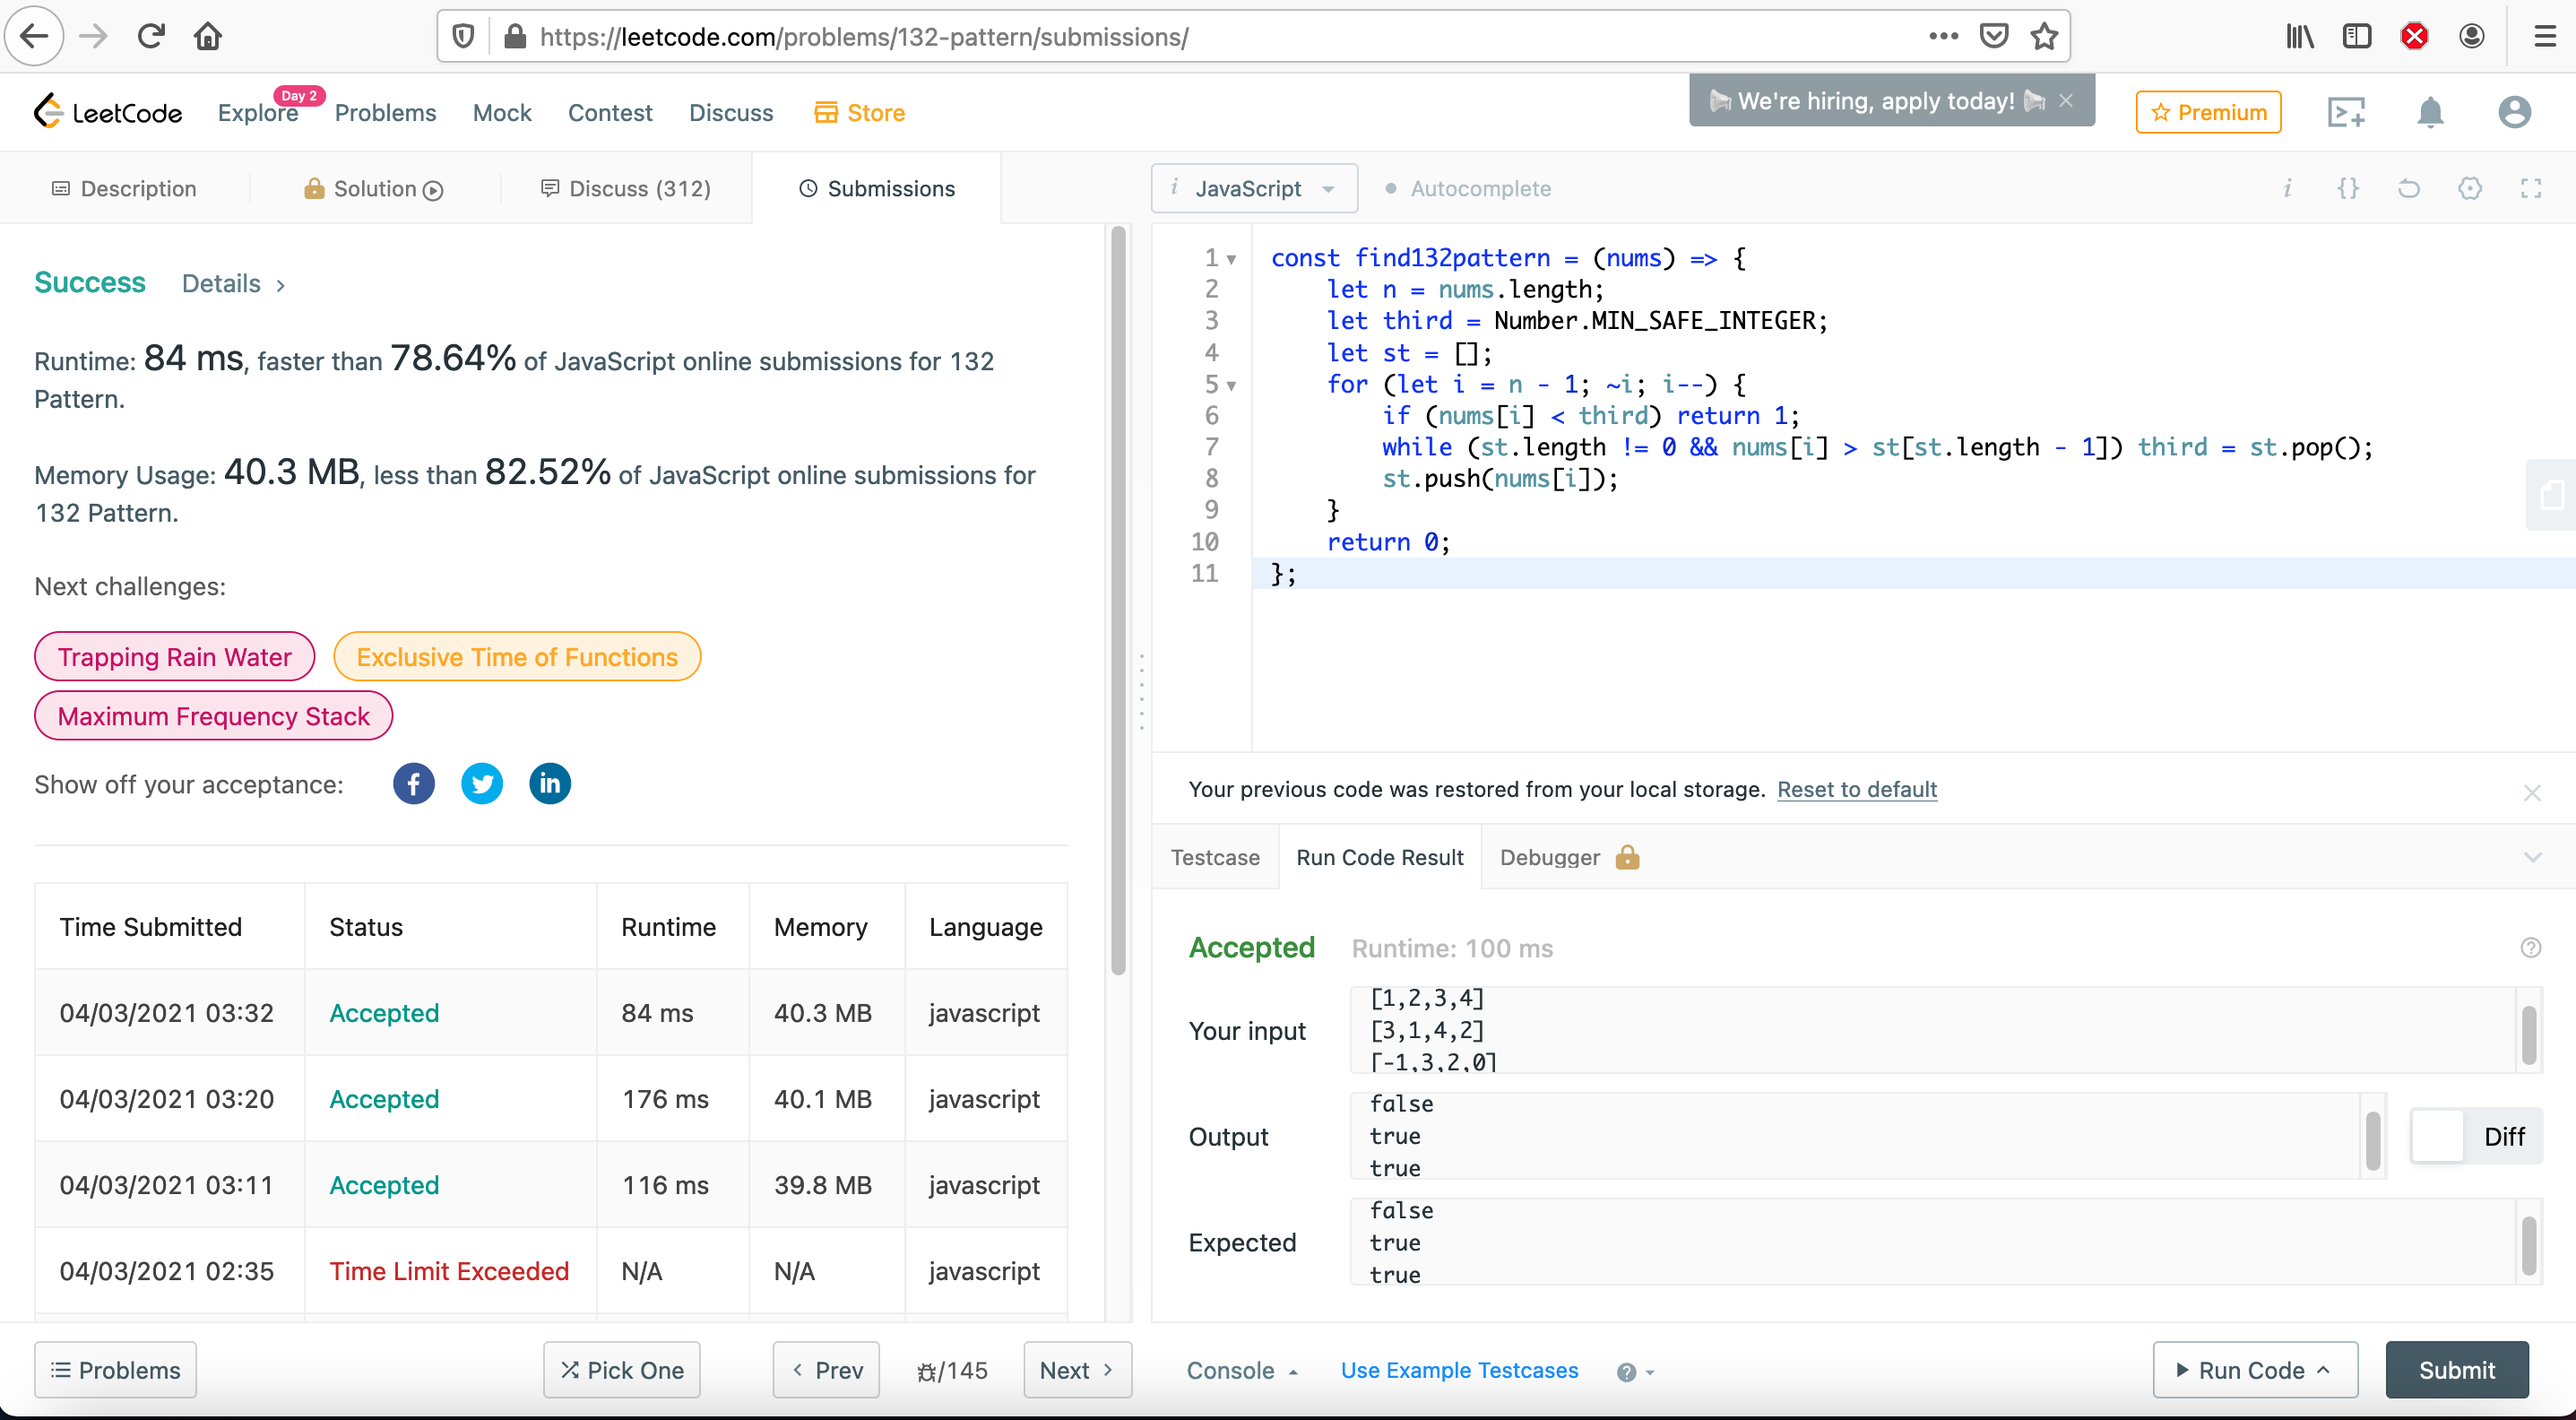 https://leetcode.com/problems/132-pattern/submissions/
LeetCode
Explore
Day 2
Problems
Mock
Contest
Discuss
Store
We're hiring, apply today!
Premium
Description
Solution
Discuss (312)
Submissions
i JavaScript
Autocomplete
Success
Details
Runtime: 84 ms, faster than 78.64% of JavaScript online submissions for 132
Pattern.
Memory Usage: 40.3 MB, less than 82.52% of JavaScript online submissions for
132 Pattern.
Next challenges:
Trapping Rain Water
Exclusive Time of Functions
Maximum Frequency Stack
Show off your acceptance:
Time Submitted Status Runtime Memory Language
04/03/2021 03:32 Accepted 84 ms 40.3 MB javascript
04/03/2021 03:20 Accepted 176 ms 40.1 MB javascript
04/03/2021 03:11 Accepted 116 ms 39.8 MB javascript
04/03/2021 02:35 Time Limit Exceeded N/A N/A javascript
Problems
Pick One
Prev
/145
Next
1 const find132pattern = (nums) => {
2 let n = nums.length;
3 let third = Number.MIN_SAFE_INTEGER;
4 let st = [];
5 for (let i = n - 1; ~i; i--) {
6 if (nums[i] < third) return 1;
7 while (st.length != 0 && nums[i] > st[st.length - 1]) third = st.pop();
8 st.push(nums[i]);
9 }
10 return 0;
11 };
Your previous code was restored from your local storage. Reset to default
Testcase
Run Code Result
Debugger
Accepted
Runtime: 100 ms
Your input
[1,2,3,4]
[3,1,4,2]
[-1,3,2,0]
Output
false
true
true
Diff
Expected
false
true
true
Console
Use Example Testcases
Run Code
Submit